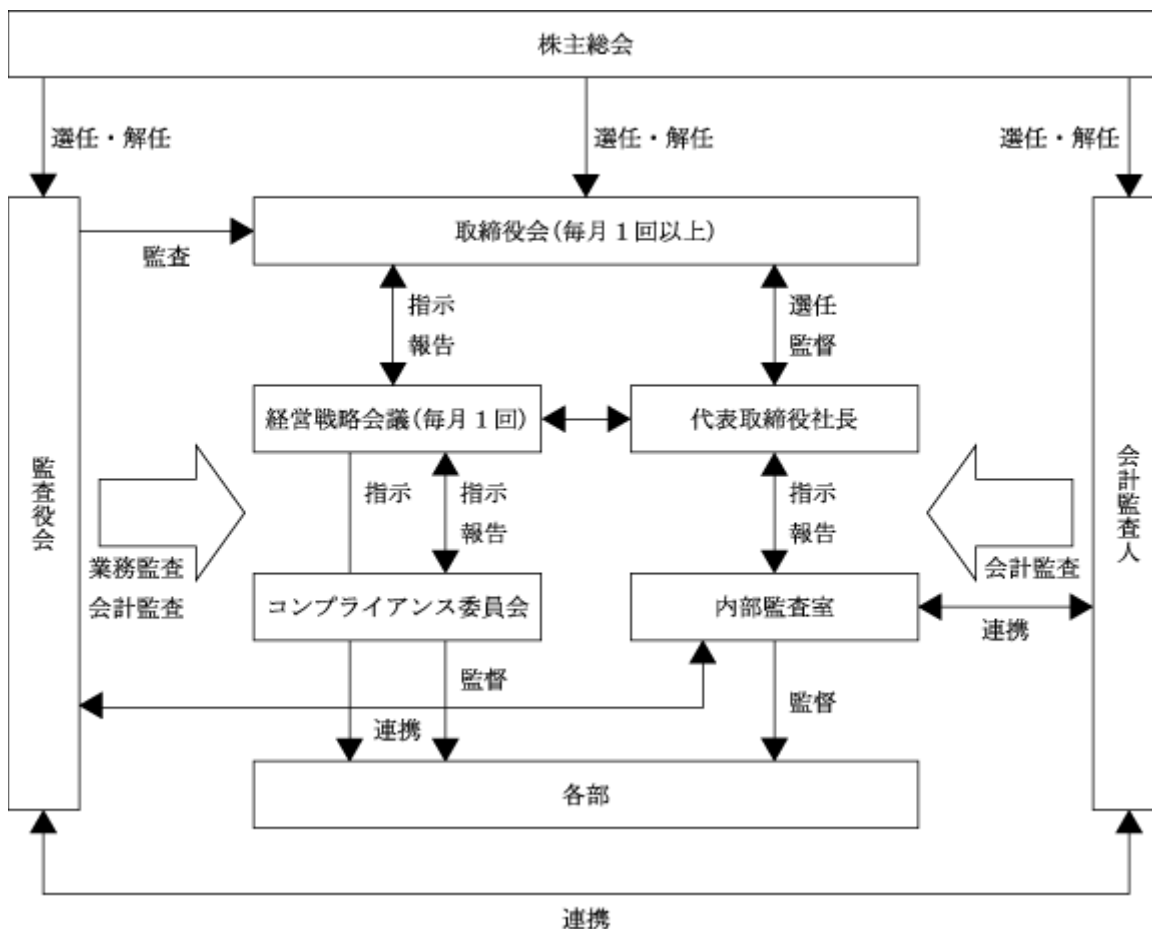 株主総会
選任・解任
選任・解任
選任・解任
取締役会(毎月1回以上)
監査
指示
報告
選任
監督
経営戦略会議(毎月1回)
代表取締役社長
監査役会
会計監査人
指示
指示
報告
指示
報告
業務監査
会計監査
会計監査
コンプライアンス委員会
内部監査室
連携
監督
連携
監督
各部
連携